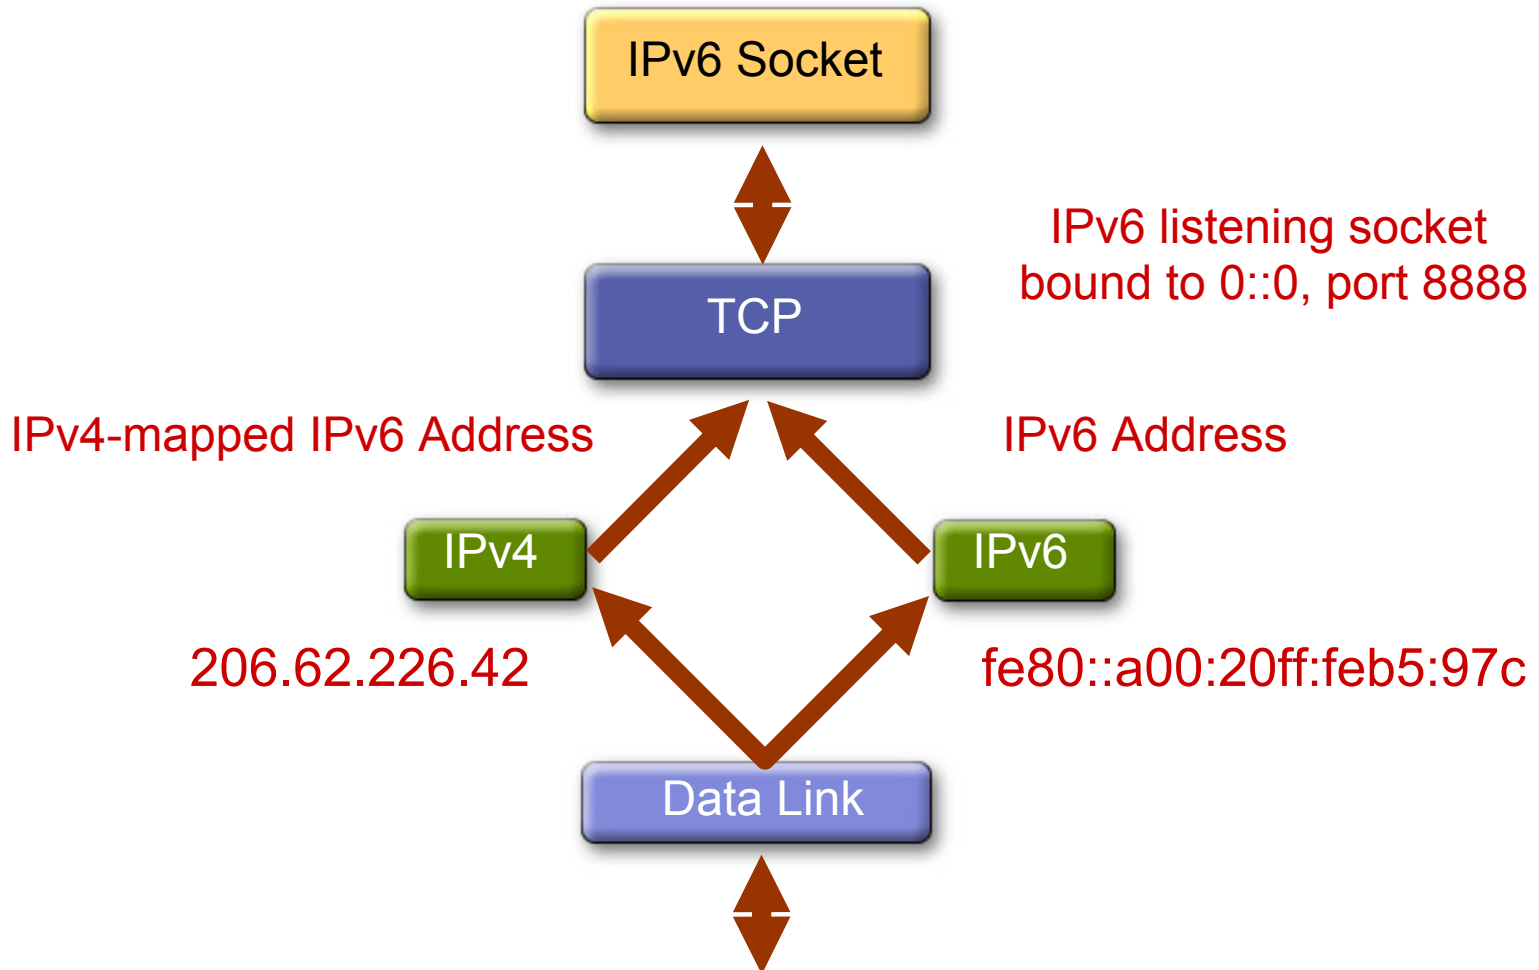 IPv6 Socket
IPv6 listening socket
bound to 0::0, port 8888
TCP
IPv4-mapped IPv6 Address
IPv6 Address
IPv4
IPv6
206.62.226.42
fe80::a00:20ff:feb5:97c
Data Link